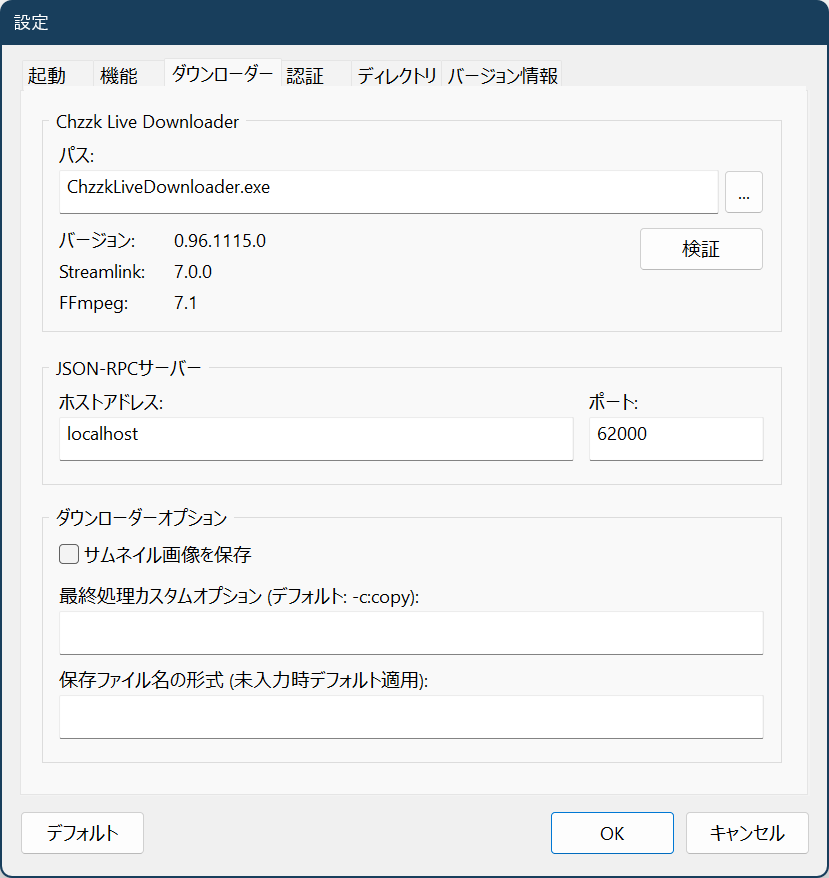 設定
起動 機能 ダウンローダー 認証 ディレクトリ バージョン情報
Chzzk Live Downloader
パス:
ChzzkLiveDownloader.exe ...
バージョン: 0.96.1115.0 検証
Streamlink: 7.0.0
FFmpeg: 7.1
JSON-RPCサーバー
ホストアドレス: ポート:
localhost 62000
ダウンローダーオプション
サムネイル画像を保存
最終処理カスタムオプション (デフォルト: -c:copy):
保存ファイル名の形式 (未入力時デフォルト適用):
デフォルト OK キャンセル